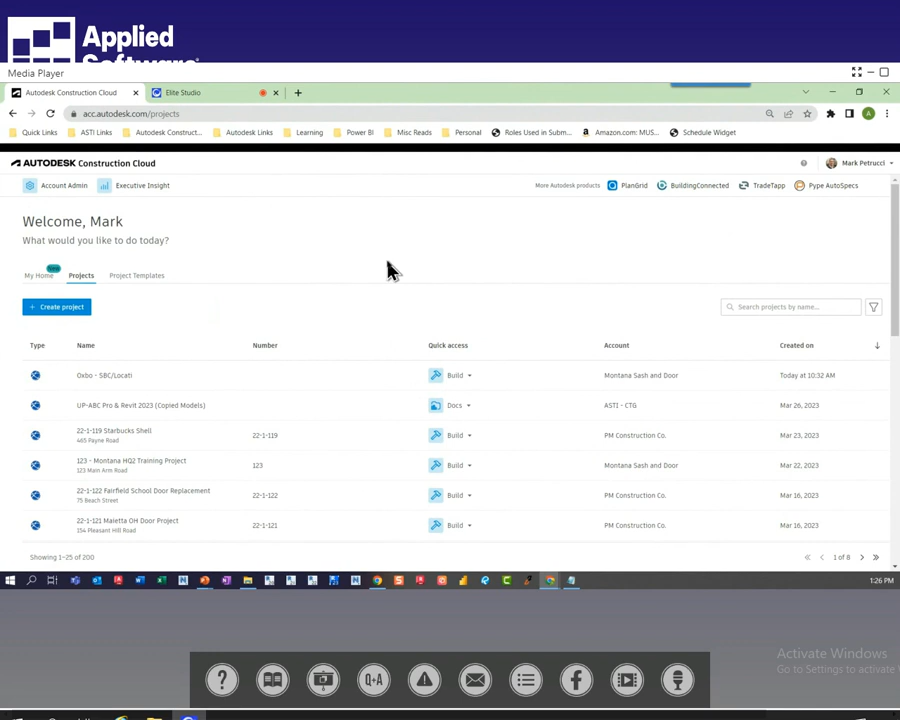 Applied
Software
Media Player
Autodesk Construction Cloud
Elite Studio
acc.autodesk.com/projects
Quick Links
ASTI Links
Autodesk Construct...
Autodesk Links
Learning
Power BI
Misc Reads
Personal
Roles Used in Subm...
Amazon.com: MUS...
Schedule Widget
AUTODESK Construction Cloud
Mark Petrucci
Account Admin
Executive Insight
More Autodesk products
PlanGrid
BuildingConnected
TradeTapp
Pype AutoSpecs
Welcome, Mark
What would you like to do today?
New
My Home
Projects
Project Templates
+ Create project
Search projects by name...
Type Name Number Quick access Account Created on
Oxbo - SBC/Locati Build Montana Sash and Door Today at 10:32 AM
UP-ABC Pro & Revit 2023 (Copied Models) Docs ASTI - CTG Mar 26, 2023
22-1-119 Starbucks Shell
465 Payne Road
22-1-119 Build PM Construction Co. Mar 23, 2023
123 - Montana HQ2 Training Project
123 Main Arm Road
123 Build Montana Sash and Door Mar 22, 2023
22-1-122 Fairfield School Door Replacement
75 Beach Street
22-1-122 Build PM Construction Co. Mar 16, 2023
22-1-121 Maietta OH Door Project
154 Pleasant Hill Road
22-1-121 Build PM Construction Co. Mar 16, 2023
Showing 1-25 of 200
1 of 8
1:26 PM
Activate Windows
Go to Settings to activate
Q+A